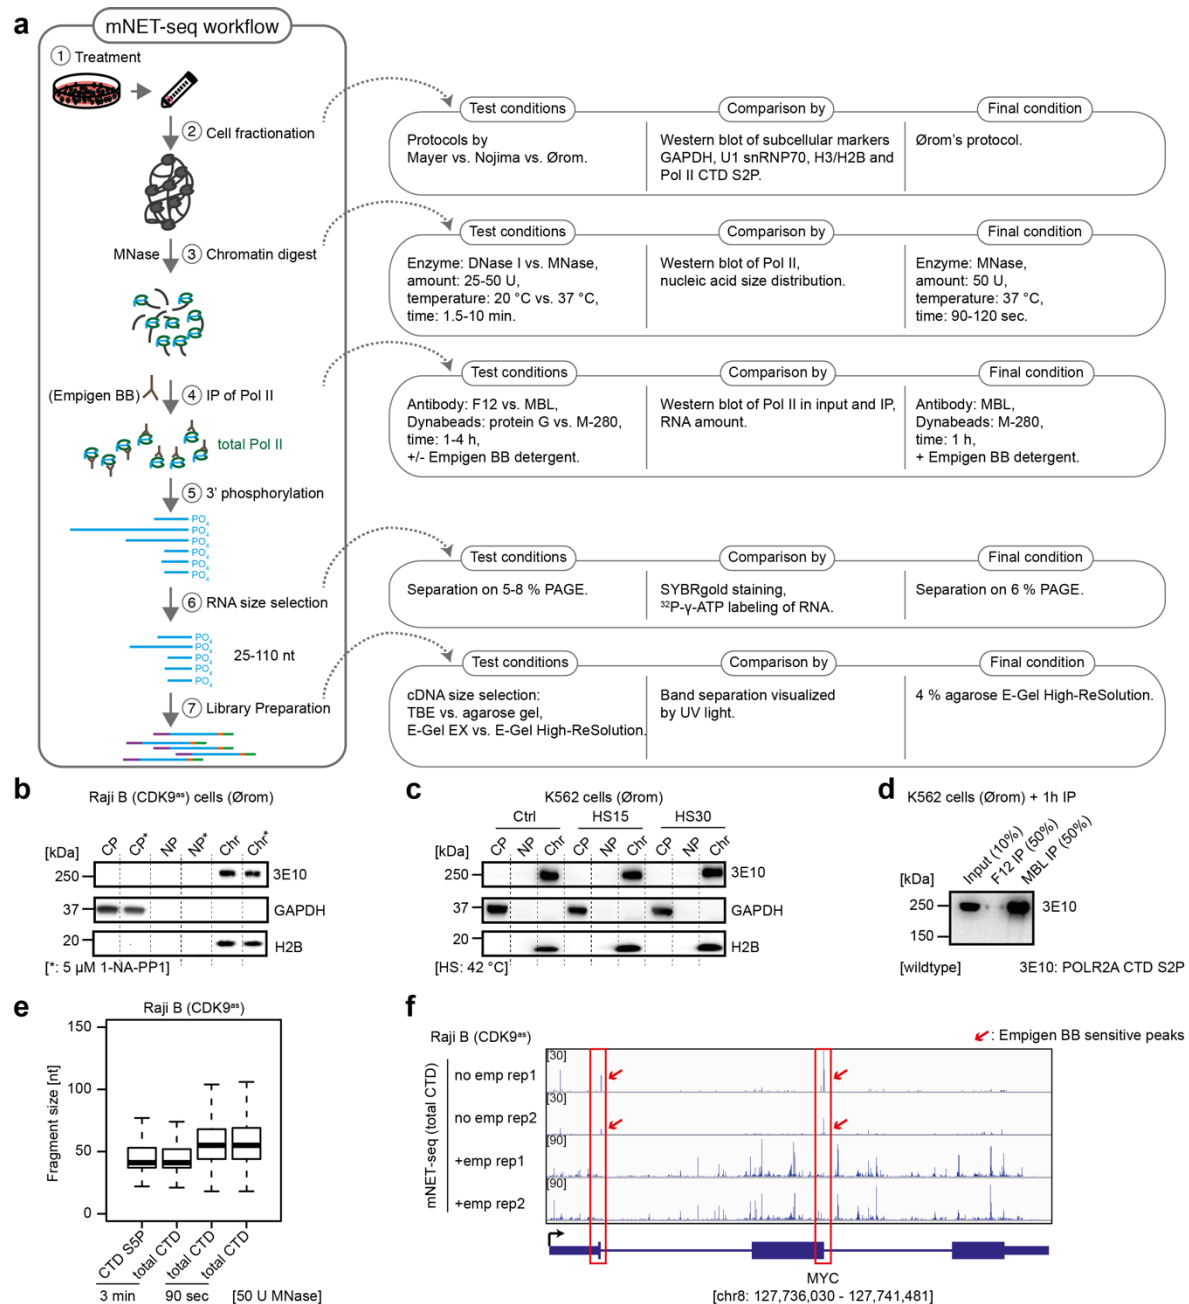 a
mNET-seq workflow
1 Treatment
2 Cell fractionation
MNase
3 Chromatin digest
(Empigen BB)
4 IP of Pol II
total Pol II
5 3' phosphorylation
PO4
PO4
PO4
PO4
PO4
PO4
6 RNA size selection
PO4
PO4
PO4
PO4
PO4
25-110 nt
7 Library Preparation
Test conditions
Comparison by
Final condition
Protocols by
Mayer vs. Nojima vs. Ørom.
Western blot of subcellular markers
GAPDH, U1 snRNP70, H3/H2B and
Pol II CTD S2P.
Ørom's protocol.
Test conditions
Comparison by
Final condition
Enzyme: DNase I vs. MNase,
amount: 25-50 U,
temperature: 20 °C vs. 37 °C,
time: 1.5-10 min.
Western blot of Pol II,
nucleic acid size distribution.
Enzyme: MNase,
amount: 50 U,
temperature: 37 °C,
time: 90-120 sec.
Test conditions
Comparison by
Final condition
Antibody: F12 vs. MBL,
Dynabeads: protein G vs. M-280,
time: 1-4 h,
+/- Empigen BB detergent.
Western blot of Pol II in input and IP,
RNA amount.
Antibody: MBL,
Dynabeads: M-280,
time: 1 h,
+ Empigen BB detergent.
Test conditions
Comparison by
Final condition
Separation on 5-8 % PAGE.
SYBRgold staining,
32P-γ-ATP labeling of RNA.
Separation on 6 % PAGE.
Test conditions
Comparison by
Final condition
cDNA size selection:
TBE vs. agarose gel,
E-Gel EX vs. E-Gel High-ReSolution.
Band separation visualized
by UV light.
4 % agarose E-Gel High-ReSolution.
b
Raji B (CDK9as) cells (Ørom)
CP
CP*
NP
NP*
Chr
Chr*
[kDa]
250
3E10
37
GAPDH
20
H2B
[*: 5 µM 1-NA-PP1]
c
K562 cells (Ørom)
Ctrl
HS15
HS30
CP
NP
Chr
CP
NP
Chr
CP
NP
Chr
[kDa]
250
3E10
37
GAPDH
20
H2B
[HS: 42 °C]
d
K562 cells (Ørom) + 1h IP
Input (10%)
F12 IP (50%)
MBL IP (50%)
[kDa]
250
3E10
150
[wildtype]
3E10: POLR2A CTD S2P
e
Raji B (CDK9as)
Fragment size [nt]
150
100
50
0
CTD S5P
total CTD
total CTD
total CTD
3 min
90 sec
[50 U MNase]
f
Raji B (CDK9as)
: Empigen BB sensitive peaks
mNET-seq (total CTD)
no emp rep1
[30]
no emp rep2
[30]
+emp rep1
[90]
+emp rep2
[90]
MYC
[chr8: 127,736,030 - 127,741,481]